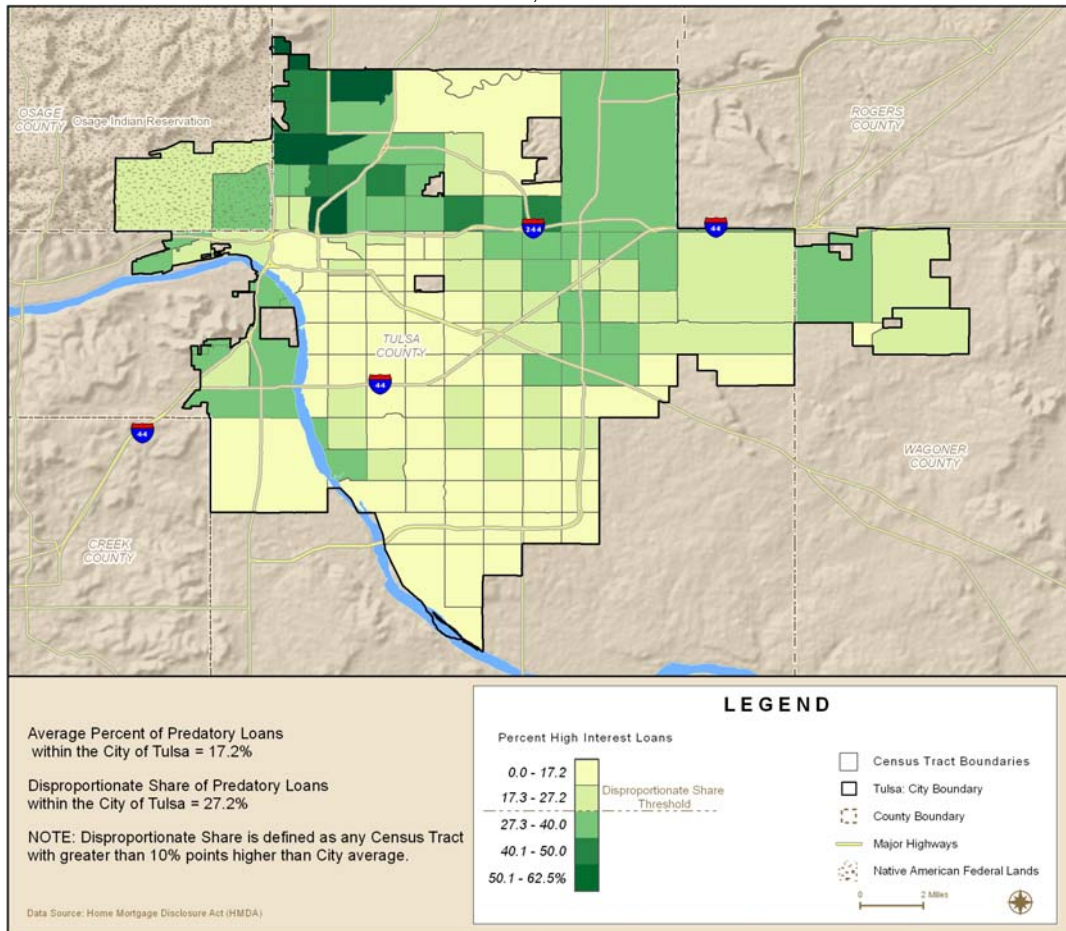 OSAGE
COUNTY
Osage Indian Reservation
ROGERS
COUNTY
244
44
TULSA
COUNTY
44
44
WAGONER
COUNTY
CREEK
COUNTY
Average Percent of Predatory Loans
within the City of Tulsa = 17.2%
Disproportionate Share of Predatory Loans
within the City of Tulsa = 27.2%
NOTE: Disproportionate Share is defined as any Census Tract
with greater than 10% points higher than City average.
Data Source: Home Mortgage Disclosure Act (HMDA)
LEGEND
Percent High Interest Loans
0.0 - 17.2
17.3 - 27.2
27.3 - 40.0
40.1 - 50.0
50.1 - 62.5%
Disproportionate Share
Threshold
Census Tract Boundaries
Tulsa: City Boundary
County Boundary
Major Highways
Native American Federal Lands
0 2 Miles